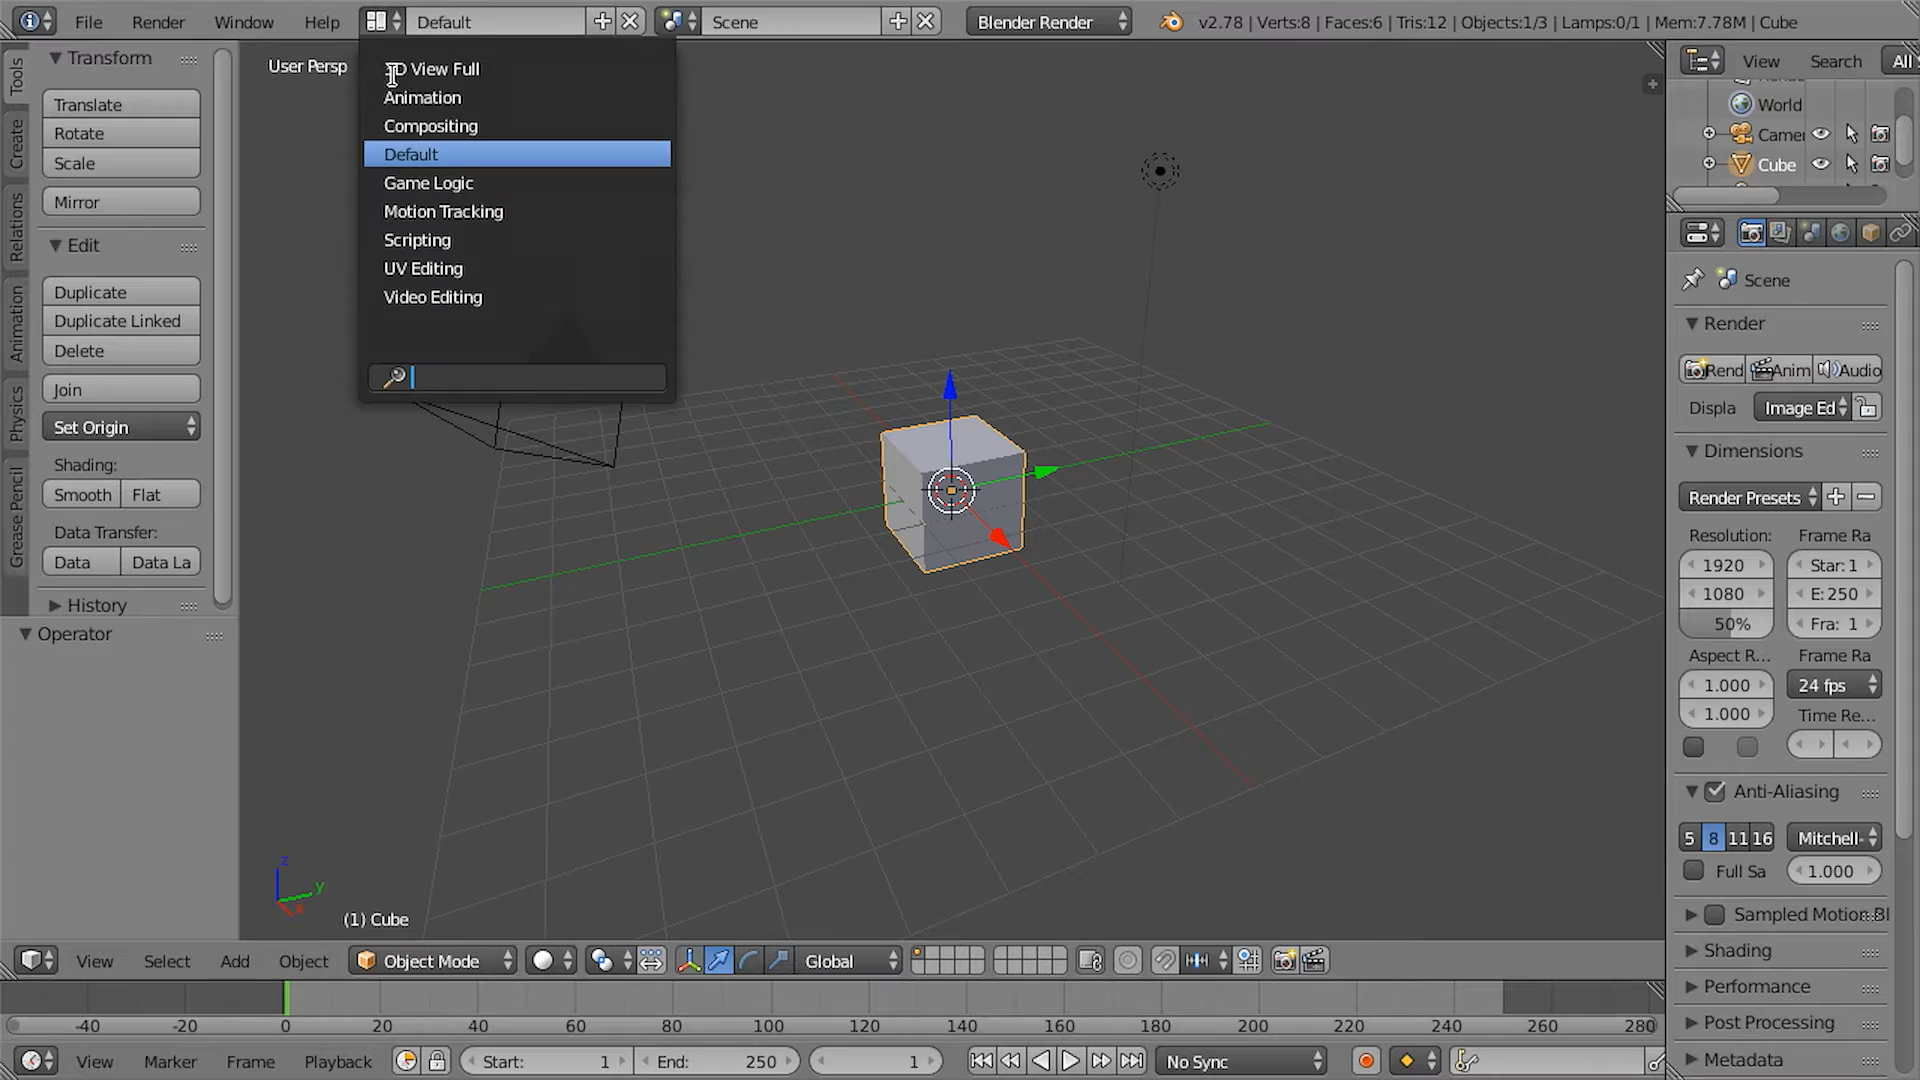 File Render Window Help Default Scene Blender Render v2.78 | Verts:8 | Faces:6 | Tris:12 | Objects:1/3 | Lamps:0/1 | Mem:7.78M | Cube
Tools
Create
Relations
Animation
Physics
Grease Pencil
Transform
Translate
Rotate
Scale
Mirror
Edit
Duplicate
Duplicate Linked
Delete
Join
Set Origin
Shading:
Smooth Flat
Data Transfer:
Data Data La
History
Operator
User Persp
D View Full
Animation
Compositing
Default
Game Logic
Motion Tracking
Scripting
UV Editing
Video Editing
z
y
x
(1) Cube
View Search All
World
Camer
Cube
Scene
Render
Rend Anim Audio
Displa Image Ed
Dimensions
Render Presets
Resolution: Frame Ra
1920 Star: 1
1080 E: 250
50% Fra: 1
Aspect R... Frame Ra
1.000 24 fps
1.000 Time Re...
Anti-Aliasing
5 8 11 16 Mitchell-
Full Sa 1.000
Sampled Motion Bl
Shading
Performance
Post Processing
Metadata
View Select Add Object Object Mode Global
-40 -20 0 20 40 60 80 100 120 140 160 180 200 220 240 260 280
View Marker Frame Playback Start: 1 End: 250 1 No Sync